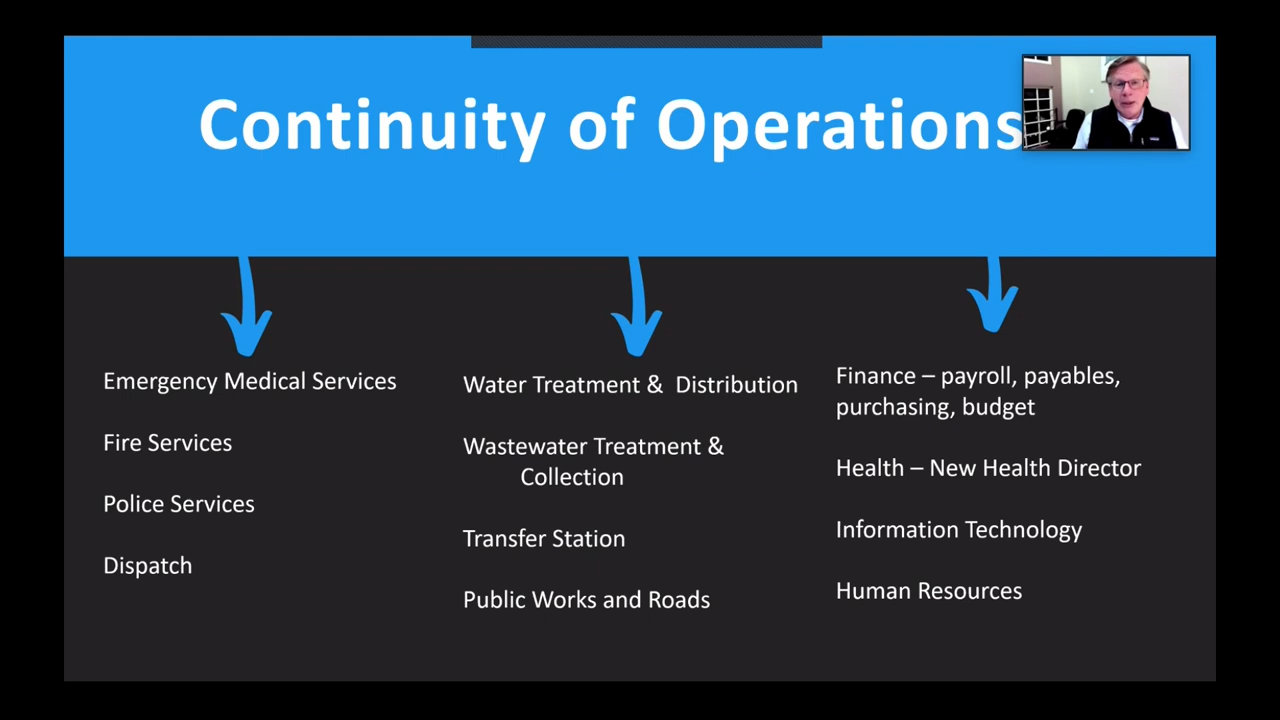 Continuity of Operations
Emergency Medical Services
Fire Services
Police Services
Dispatch
Water Treatment & Distribution
Wastewater Treatment &
Collection
Transfer Station
Public Works and Roads
Finance – payroll, payables,
purchasing, budget
Health – New Health Director
Information Technology
Human Resources